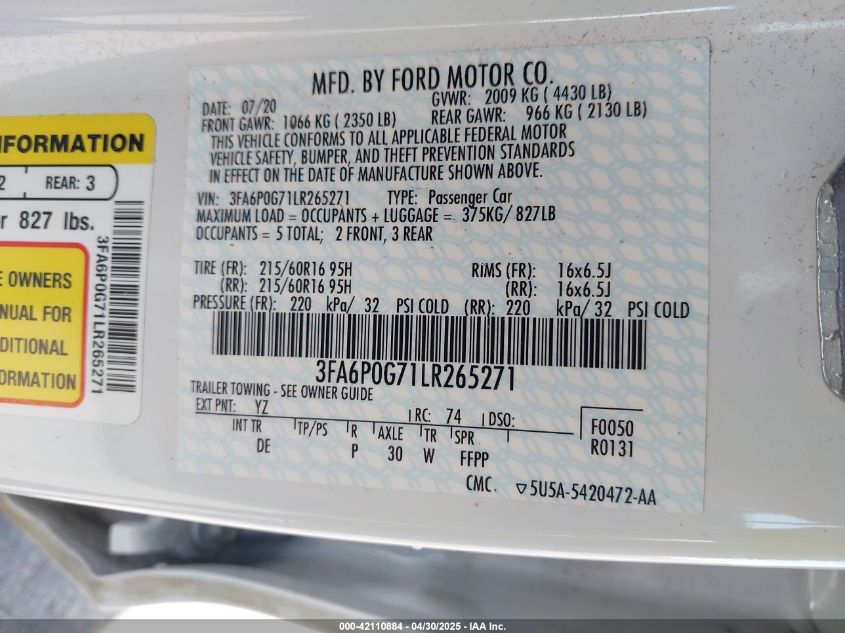 MFD. BY FORD MOTOR CO.
DATE: 07/20 GVWR: 2009 KG ( 4430 LB)
FRONT GAWR: 1066 KG ( 2350 LB) REAR GAWR: 966 KG ( 2130 LB)
THIS VEHICLE CONFORMS TO ALL APPLICABLE FEDERAL MOTOR
VEHICLE SAFETY, BUMPER, AND THEFT PREVENTION STANDARDS
IN EFFECT ON THE DATE OF MANUFACTURE SHOWN ABOVE.
VIN: 3FA6P0G71LR265271 TYPE: Passenger Car
MAXIMUM LOAD = OCCUPANTS + LUGGAGE = 375KG/ 827LB
OCCUPANTS = 5 TOTAL; 2 FRONT, 3 REAR
TIRE (FR): 215/60R16 95H RIMS (FR): 16x6.5J
(RR): 215/60R16 95H (RR): 16x6.5J
PRESSURE (FR): 220 kPa/ 32 PSI COLD (RR): 220 kPa/ 32 PSI COLD
3FA6P0G71LR265271
TRAILER TOWING - SEE OWNER GUIDE
EXT PNT: YZ RC: 74 DSO: F0050
INT TR TP/PS R AXLE TR SPR R0131
DE P 30 W FFPP
CMC. ▽5U5A-5420472-AA
NFORMATION
2 REAR: 3
r 827 lbs.
E OWNERS
ANUAL FOR
DITIONAL
ORMATION
3FA6P0G71LR265271
000-42110884 / 04/30/2025 - IAA Inc.